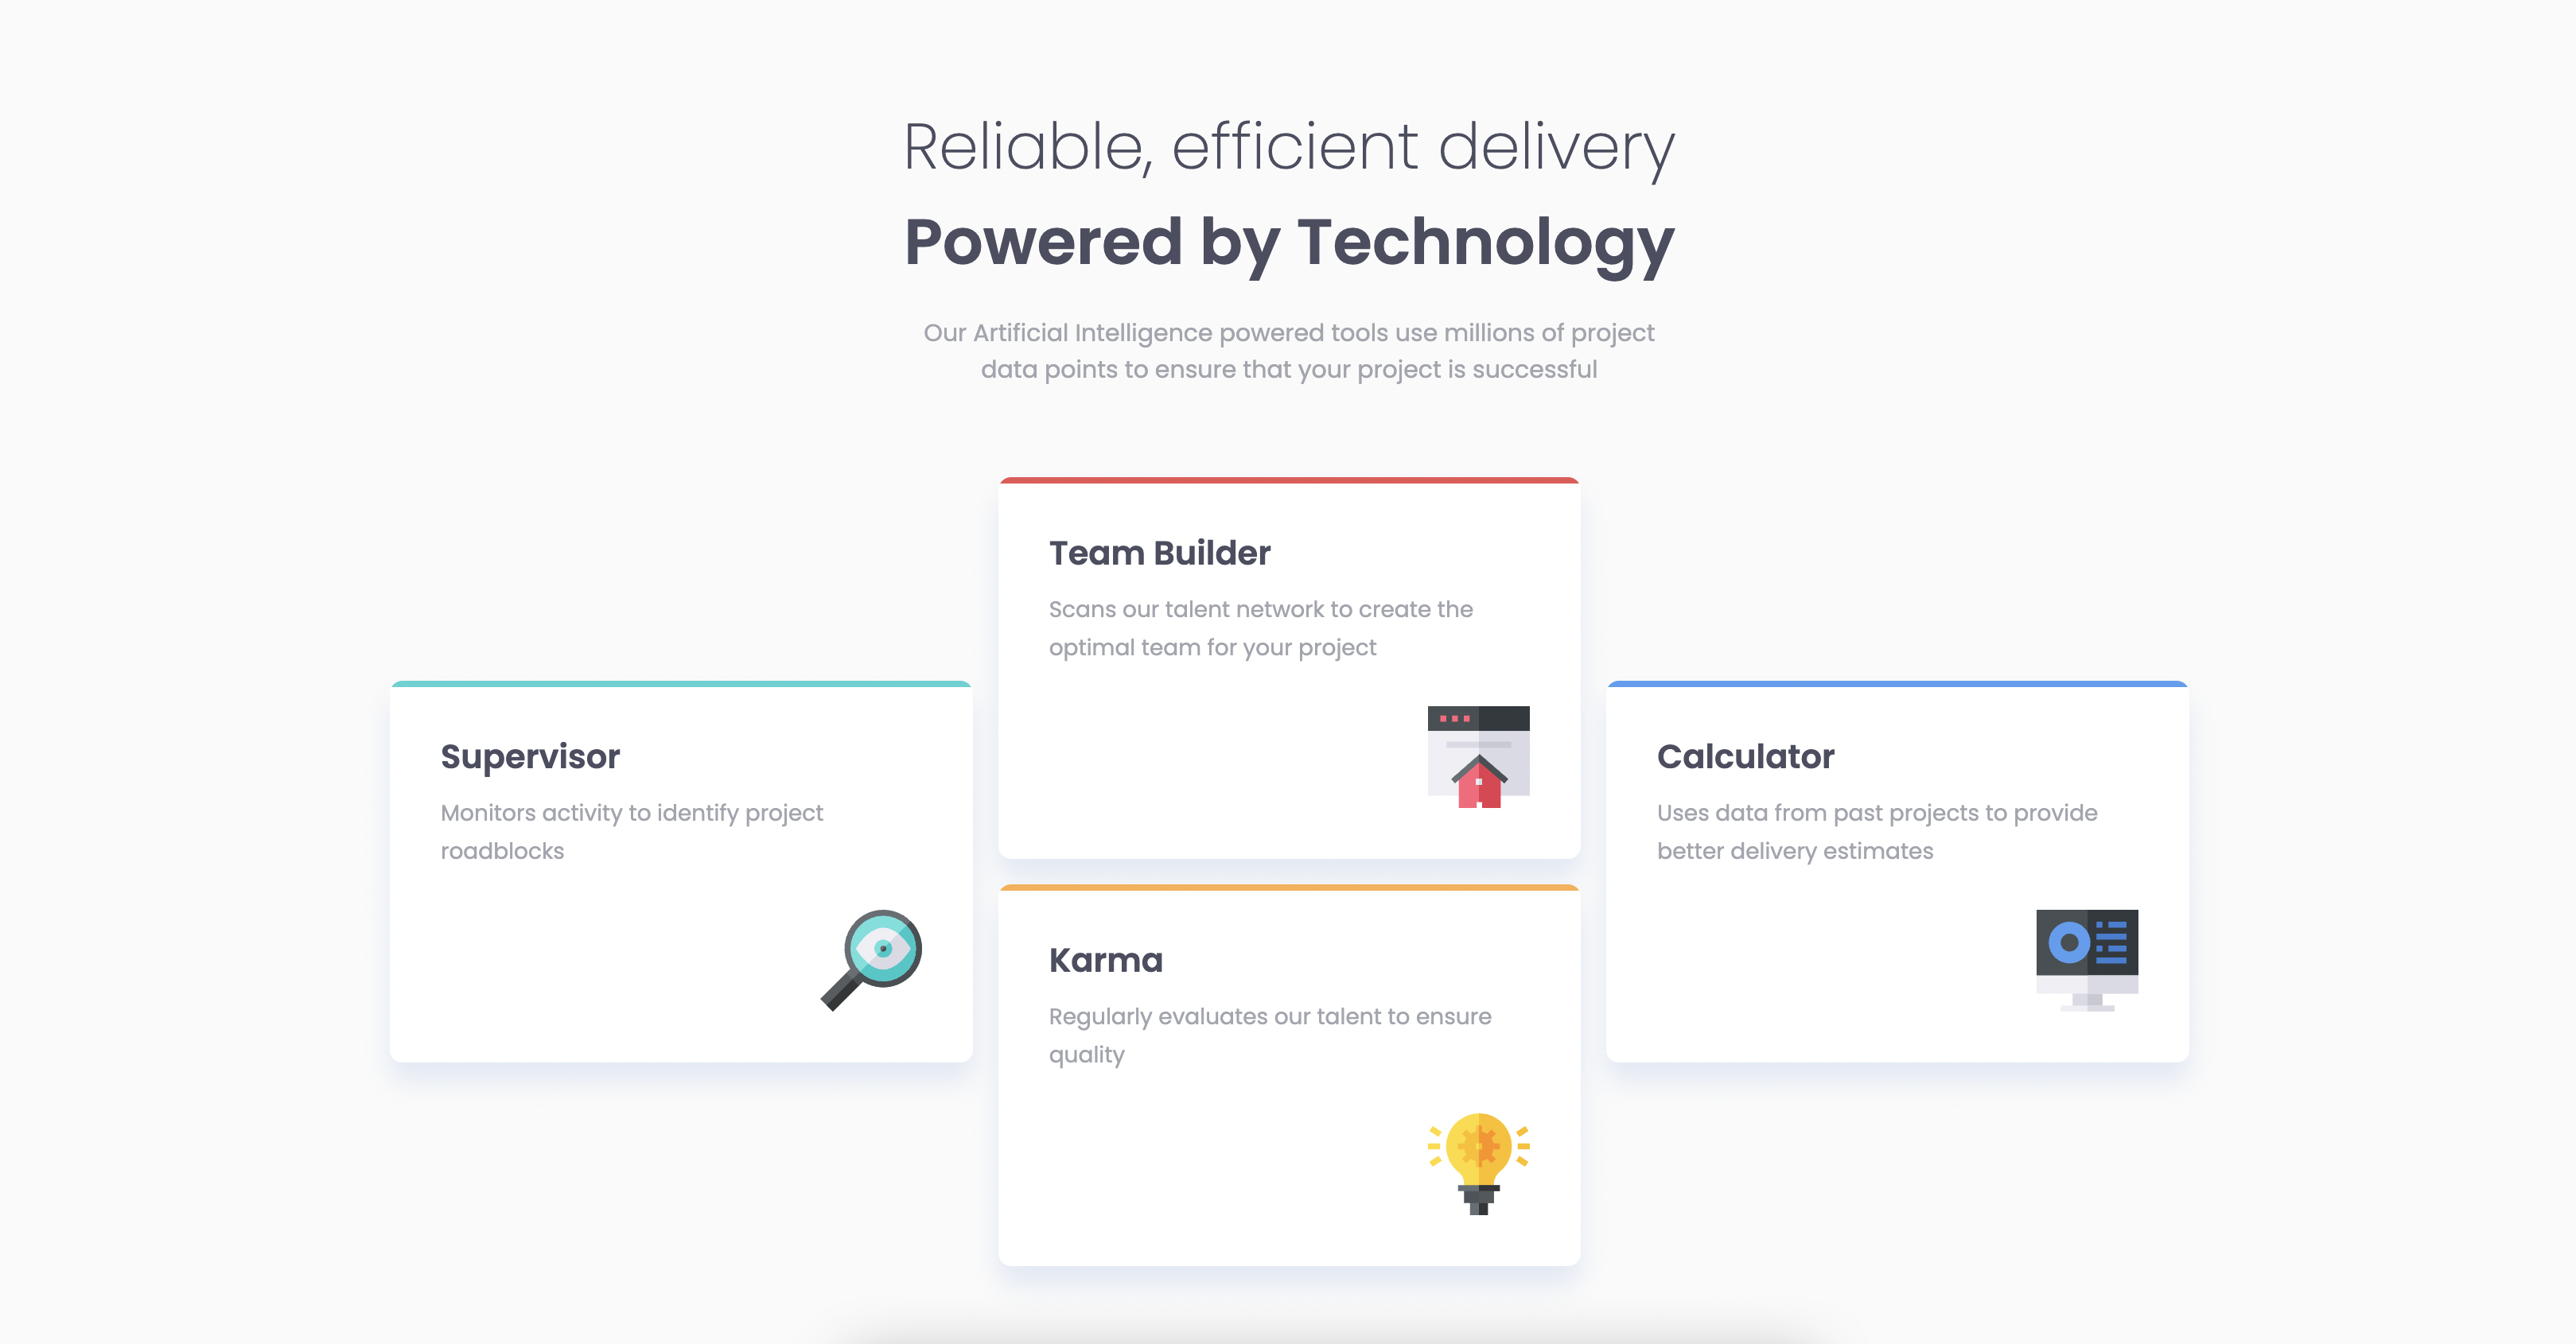 Reliable, efficient delivery
Powered by Technology
Our Artificial Intelligence powered tools use millions of project
data points to ensure that your project is successful
Team Builder
Scans our talent network to create the
optimal team for your project
Supervisor
Monitors activity to identify project
roadblocks
Calculator
Uses data from past projects to provide
better delivery estimates
Karma
Regularly evaluates our talent to ensure
quality